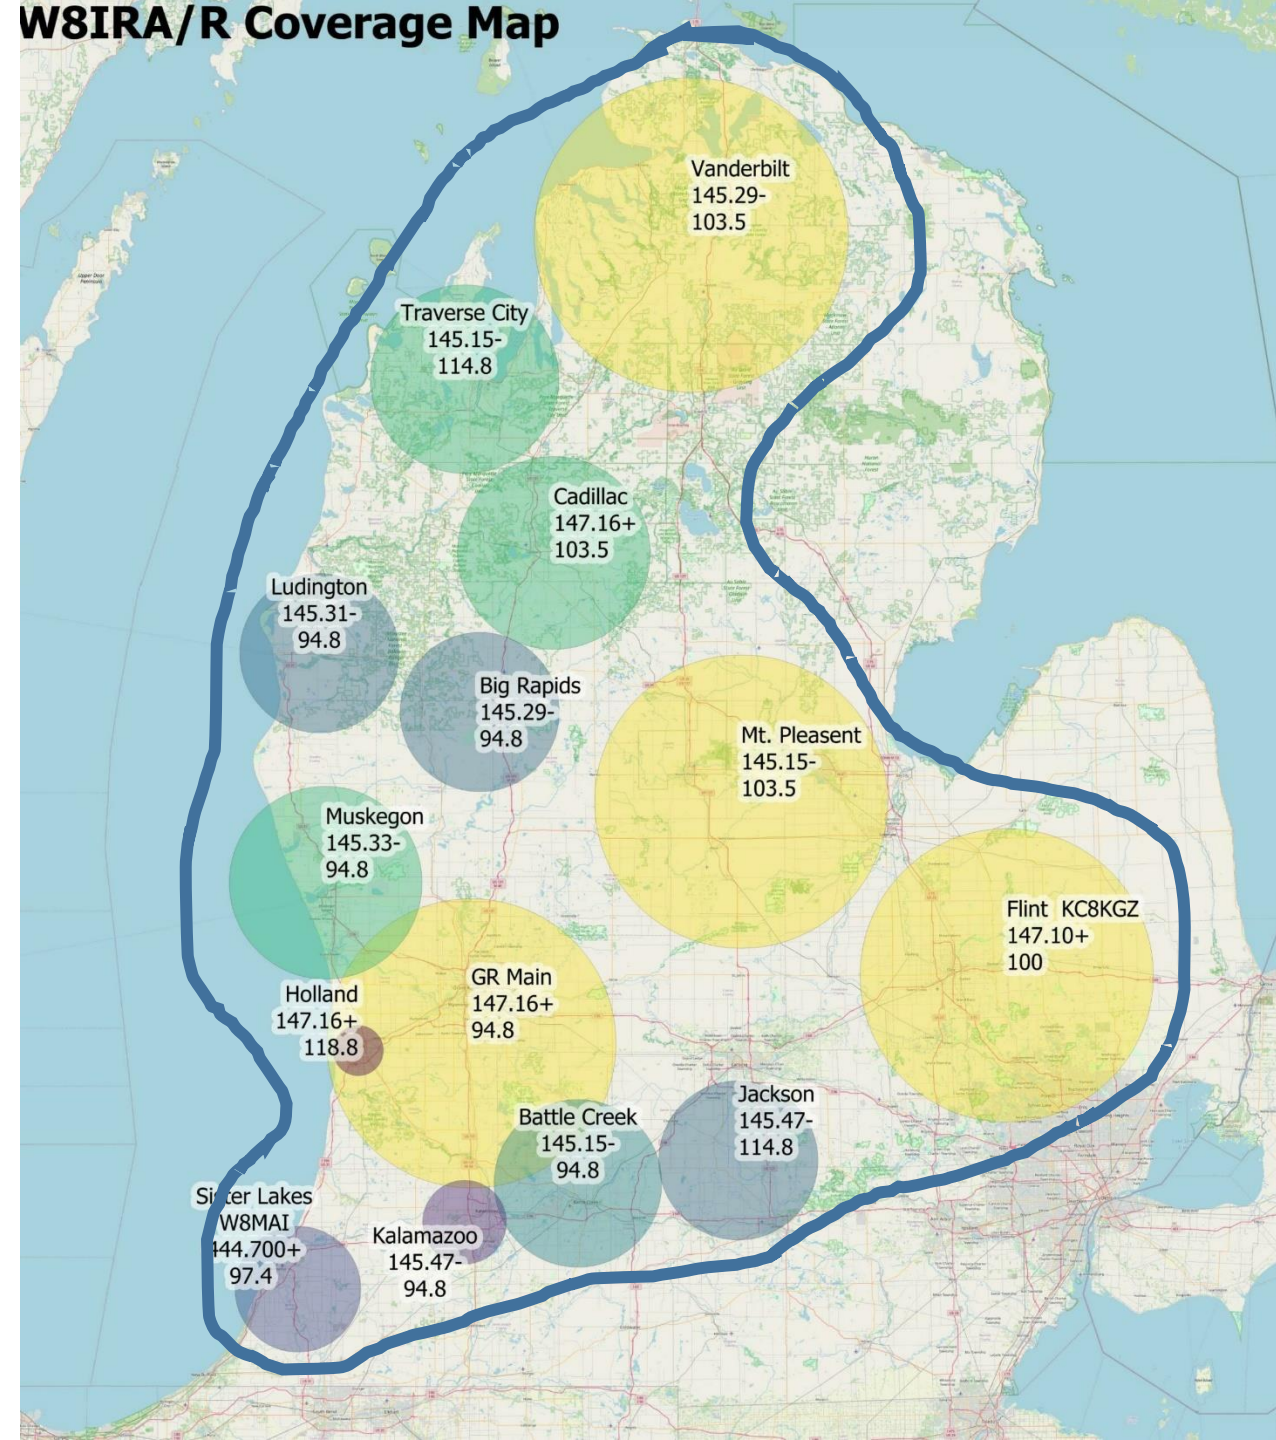 W8IRA/R Coverage Map
Vanderbilt
145.29-
103.5
Traverse City
145.15-
114.8
Cadillac
147.16+
103.5
Ludington
145.31-
94.8
Big Rapids
145.29-
94.8
Mt. Pleasent
145.15-
103.5
Muskegon
145.33-
94.8
Flint KC8KGZ
147.10+
100
GR Main
147.16+
94.8
Holland
147.16+
118.8
Jackson
145.47-
114.8
Battle Creek
145.15-
94.8
Sister Lakes
W8MAI
444.700+
97.4
Kalamazoo
145.47-
94.8